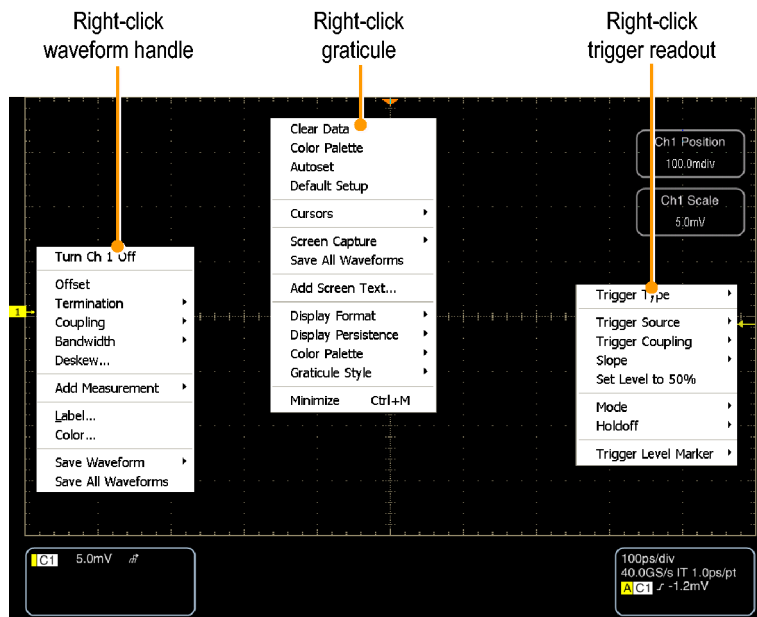 Right-click
waveform handle
Right-click
graticule
Right-click
trigger readout
Clear Data
Color Palette
Autoset
Default Setup
Cursors
Screen Capture
Save All Waveforms
Add Screen Text...
Display Format
Display Persistence
Color Palette
Graticule Style
Minimize Ctrl+M
Ch1 Position
100.0mdiv
Ch1 Scale
5.0mV
Turn Ch 1 Off
Offset
Termination
Coupling
Bandwidth
Deskew...
Add Measurement
Label...
Color...
Save Waveform
Save All Waveforms
1
Trigger Type
Trigger Source
Trigger Coupling
Slope
Set Level to 50%
Mode
Holdoff
Trigger Level Marker
C1 5.0mV
100ps/div
40.0GS/s IT 1.0ps/pt
A C1 -1.2mV